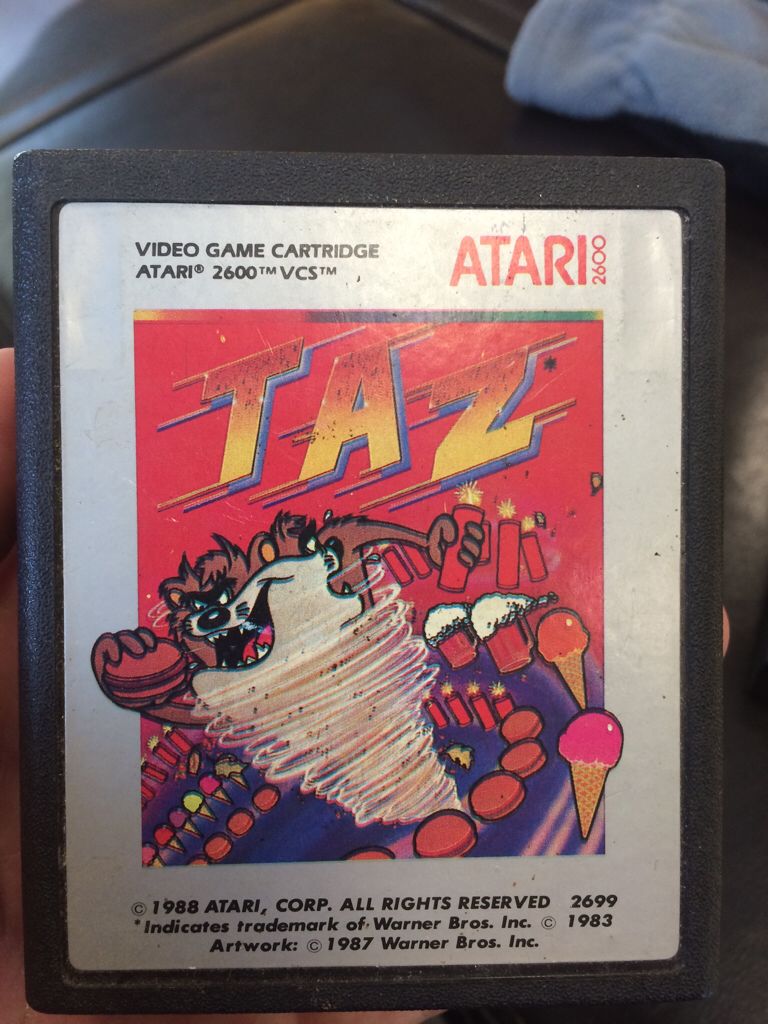 VIDEO GAME CARTRIDGE
ATARI® 2600™ VCS™
ATARI 2600
TAZ*
© 1988 ATARI, CORP. ALL RIGHTS RESERVED 2699
*Indicates trademark of Warner Bros. Inc. © 1983
Artwork: © 1987 Warner Bros. Inc.